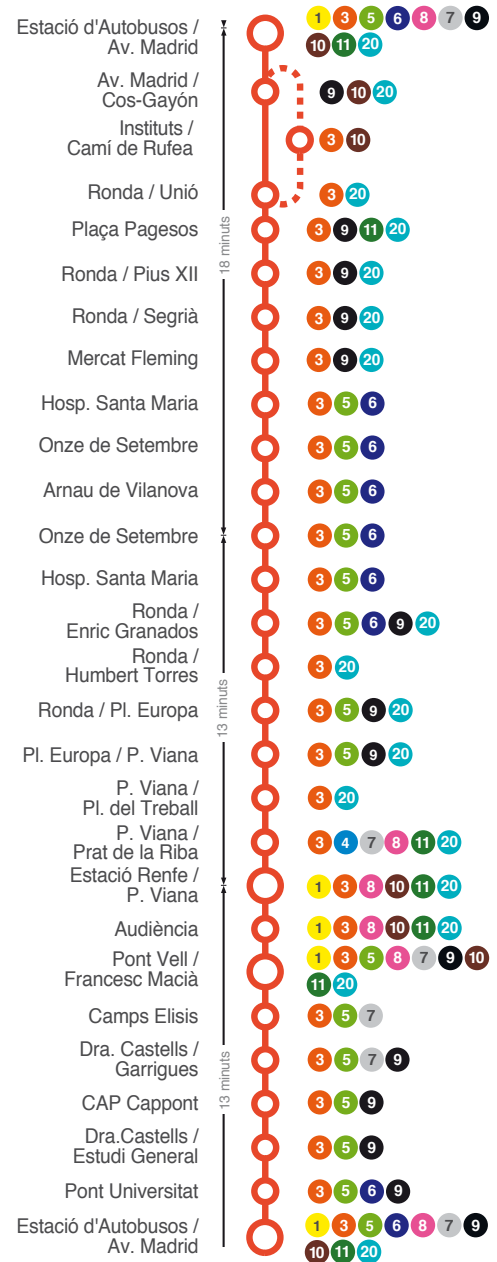 Estació d'Autobusos /
Av. Madrid
1 3 5 6 8 7 9
10 11 20
Av. Madrid /
Cos-Gayón
9 10 20
Instituts /
Camí de Rufea
3 10
Ronda / Unió
3 20
Plaça Pagesos
3 9 11 20
18 minuts
Ronda / Pius XII
3 9 20
Ronda / Segrià
3 9 20
Mercat Fleming
3 9 20
Hosp. Santa Maria
3 5 6
Onze de Setembre
3 5 6
Arnau de Vilanova
3 5 6
Onze de Setembre
3 5 6
Hosp. Santa Maria
3 5 6
Ronda /
Enric Granados
3 5 6 9 20
Ronda /
Humbert Torres
3 20
13 minuts
Ronda / Pl. Europa
3 5 9 20
Pl. Europa / P. Viana
3 5 9 20
P. Viana /
Pl. del Treball
3 20
P. Viana /
Prat de la Riba
3 4 7 8 11 20
Estació Renfe /
P. Viana
1 3 8 10 11 20
Audiència
1 3 8 10 11 20
Pont Vell /
Francesc Macià
1 3 5 8 7 9 10
11 20
Camps Elisis
3 5 7
Dra. Castells /
Garrigues
3 5 7 9
13 minuts
CAP Cappont
3 5 9
Dra.Castells /
Estudi General
3 5 9
Pont Universitat
3 5 6 9
Estació d'Autobusos /
Av. Madrid
1 3 5 6 8 7 9
10 11 20